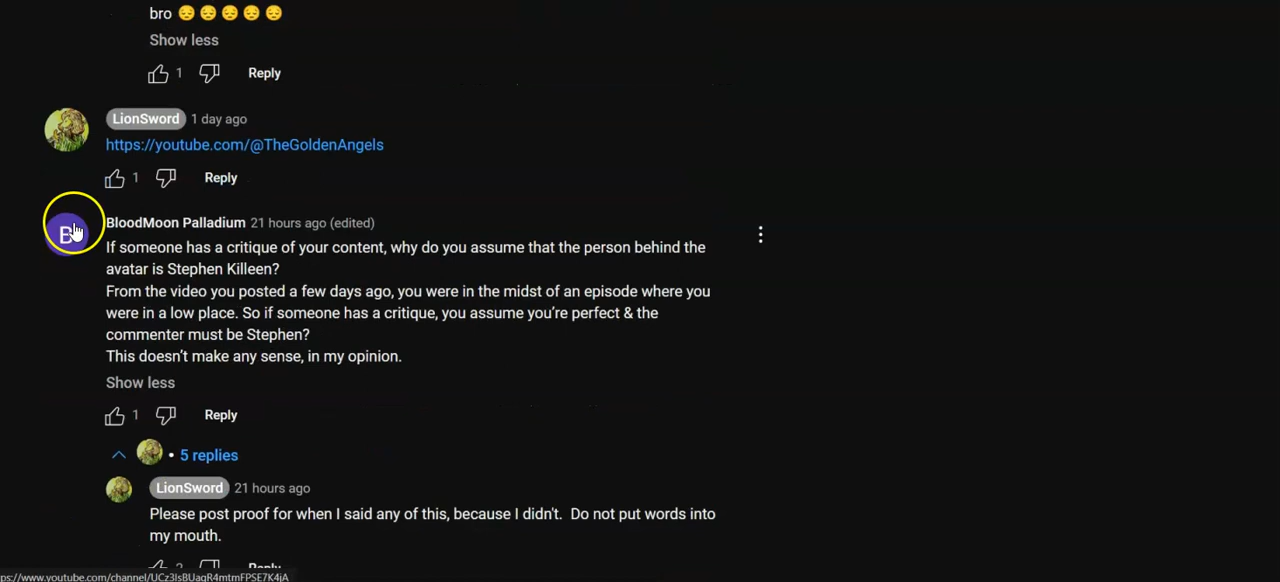 bro 😔 😔 😔 😔 😔
Show less
1 Reply
LionSword 1 day ago
https://youtube.com/@TheGoldenAngels
1 Reply
B
BloodMoon Palladium 21 hours ago (edited)
If someone has a critique of your content, why do you assume that the person behind the
avatar is Stephen Killeen?
From the video you posted a few days ago, you were in the midst of an episode where you
were in a low place. So if someone has a critique, you assume you’re perfect & the
commenter must be Stephen?
This doesn’t make any sense, in my opinion.
Show less
1 Reply
• 5 replies
LionSword 21 hours ago
Please post proof for when I said any of this, because I didn't. Do not put words into
my mouth.
2 Reply